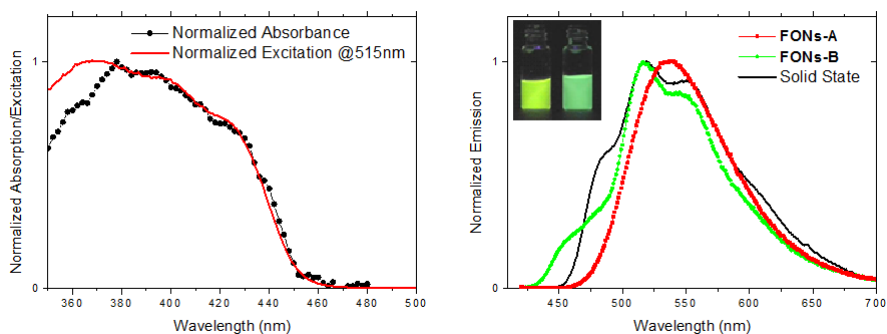 Normalized Absorption/Excitation
1
0
Normalized Absorbance
Normalized Excitation @515nm
360 380 400 420 440 460 480 500
Wavelength (nm)
Normalized Emission
1
0
FONs-A
FONs-B
Solid State
450 500 550 600 650 700
Wavelength (nm)